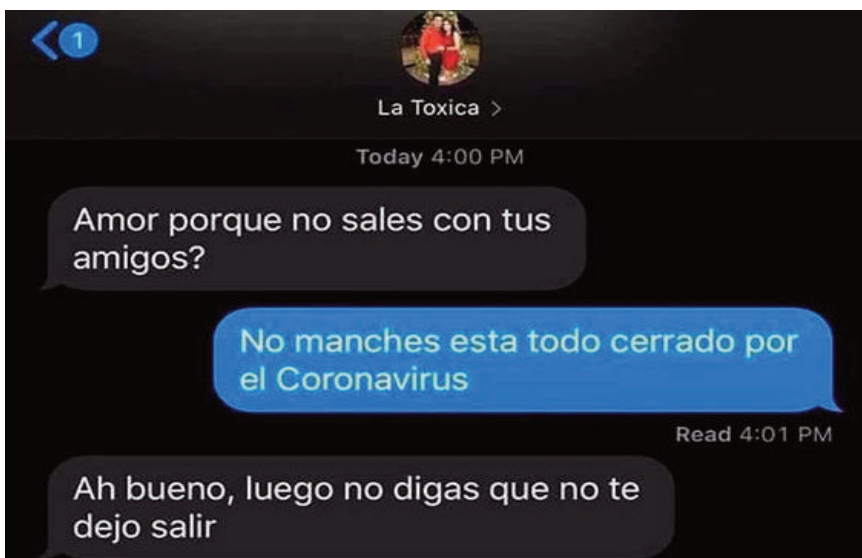 1
La Toxica >
Today 4:00 PM
Amor porque no sales con tus
amigos?
No manches esta todo cerrado por
el Coronavirus
Read 4:01 PM
Ah bueno, luego no digas que no te
dejo salir